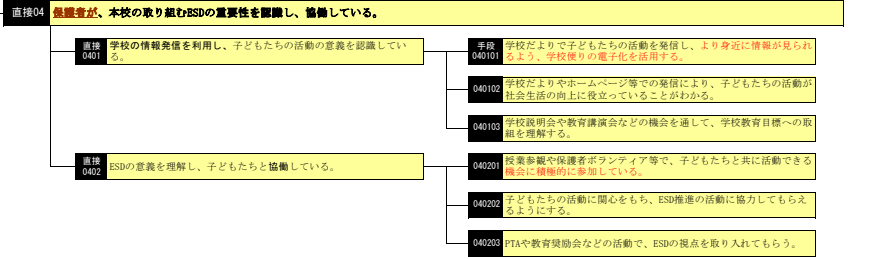 直接04 保護者が、本校の取り組むESDの重要性を認識し、協働している。
直接
0401
学校の情報発信を利用し、子どもたちの活動の意義を認識してい
る。
手段
040101
学校だよりで子どもたちの活動を発信し、より身近に情報が見られ
るよう、学校便りの電子化を活用する。
040102
学校だよりやホームページ等での発信により、子どもたちの活動が
社会生活の向上に役立っていることがわかる。
040103
学校説明会や教育講演会などの機会を通して、学校教育目標への取
組を理解する。
直接
0402
ESDの意義を理解し、子どもたちと協働している。
040201
授業参観や保護者ボランティア等で、子どもたちと共に活動できる
機会に積極的に参加している。
040202
子どもたちの活動に関心をもち、ESD推進の活動に協力してもらえ
るようにする。
040203
PTAや教育奨励会などの活動で、ESDの視点を取り入れてもらう。